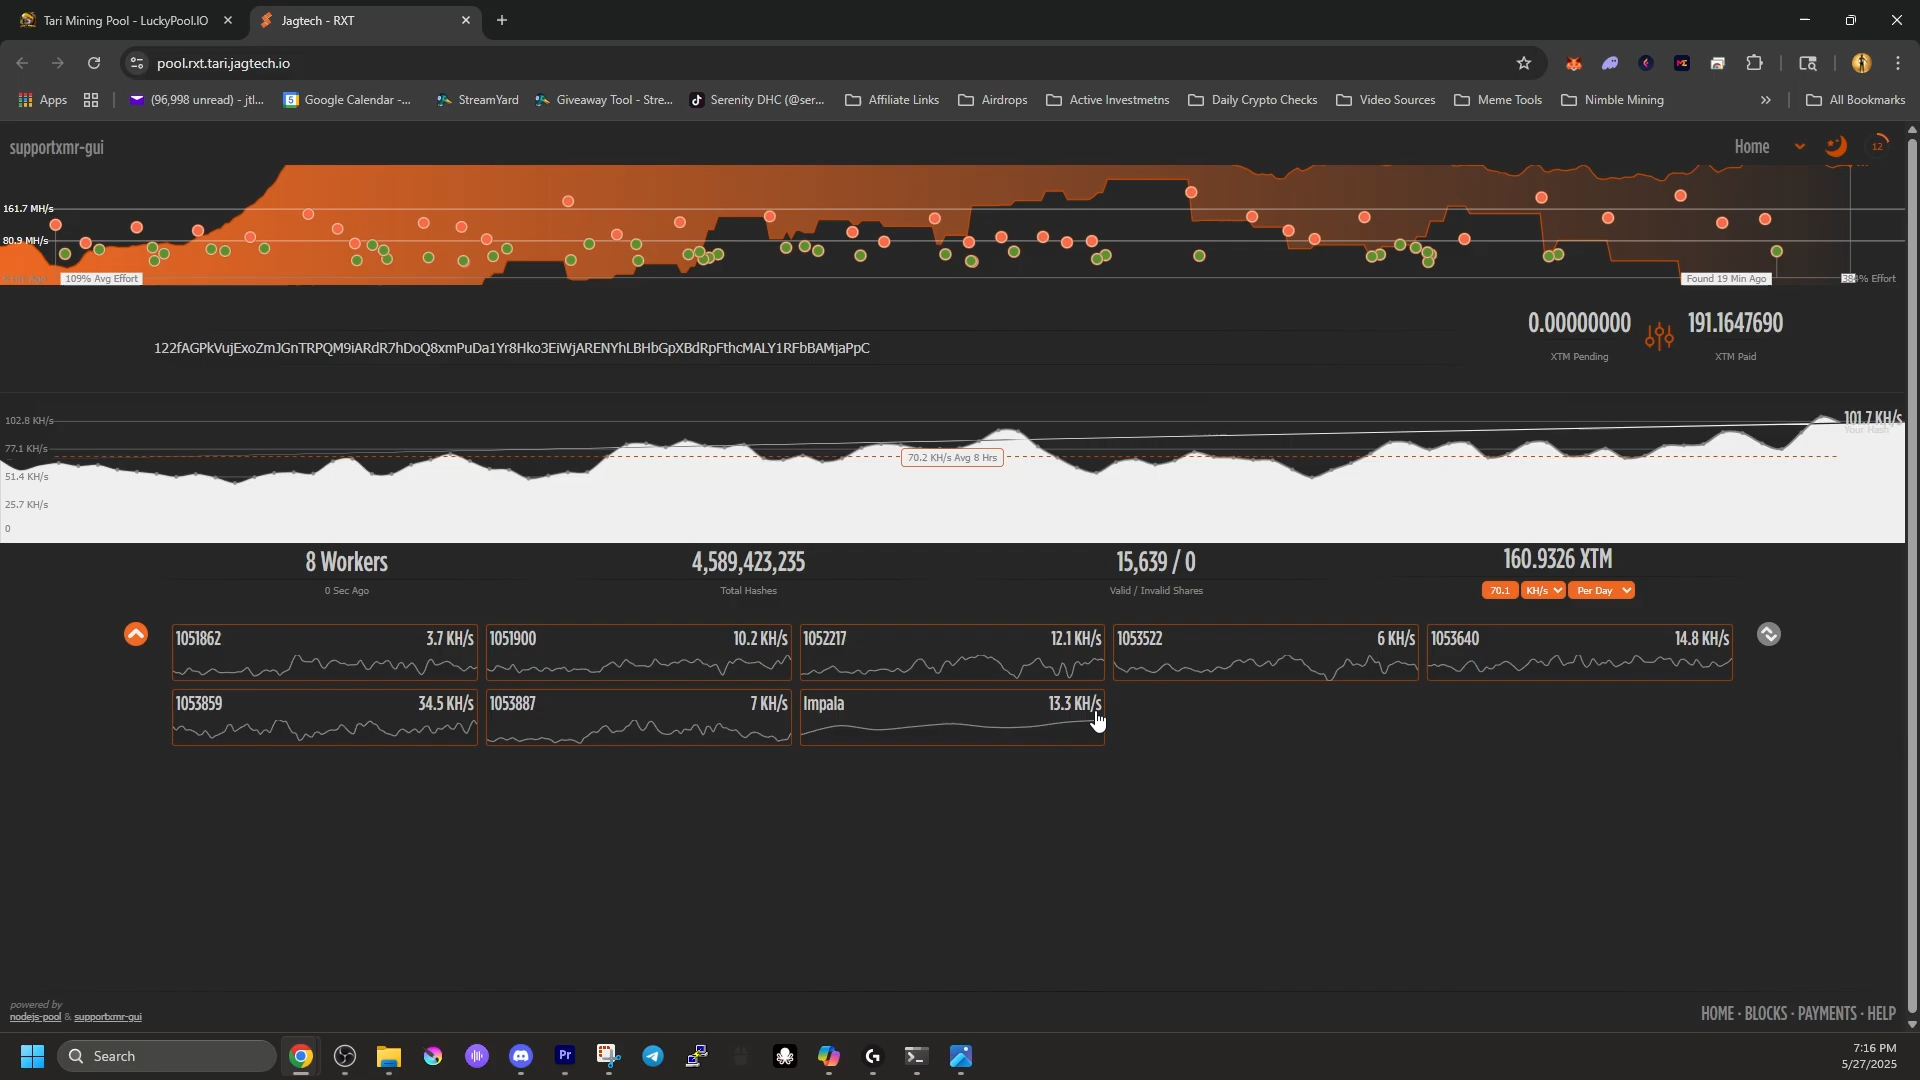 Tari Mining Pool - LuckyPool.IO
Jagtech - RXT
pool.rxt.tari.jagtech.io
Apps
(96,998 unread) - jtl...
Google Calendar -...
StreamYard
Giveaway Tool - Stre...
Serenity DHC (@ser...
Affiliate Links
Airdrops
Active Investmetns
Daily Crypto Checks
Video Sources
Meme Tools
Nimble Mining
All Bookmarks
supportxmr-gui
Home
12
161.7 MH/s
80.9 MH/s
109% Avg Effort
Found 19 Min Ago
384% Effort
122fAGPkVujExoZmJGnTRPQM9iARdR7hDoQ8xmPuDa1Yr8Hko3EiWjARENYhLBHbGpXBdRpFthcMALY1RFbBAMjaPpC
0.00000000
XTM Pending
191.1647690
XTM Paid
102.8 KH/s
77.1 KH/s
51.4 KH/s
25.7 KH/s
0
70.2 KH/s Avg 8 Hrs
101.7 KH/s
Your Hash
8 Workers
0 Sec Ago
4,589,423,235
Total Hashes
15,639 / 0
Valid / Invalid Shares
160.9326 XTM
70.1
KH/s
Per Day
1051862 3.7 KH/s
1051900 10.2 KH/s
1052217 12.1 KH/s
1053522 6 KH/s
1053640 14.8 KH/s
1053859 34.5 KH/s
1053887 7 KH/s
Impala 13.3 KH/s
powered by
nodejs-pool & supportxmr-gui
HOME · BLOCKS · PAYMENTS · HELP
Search
Pr
7:16 PM
5/27/2025